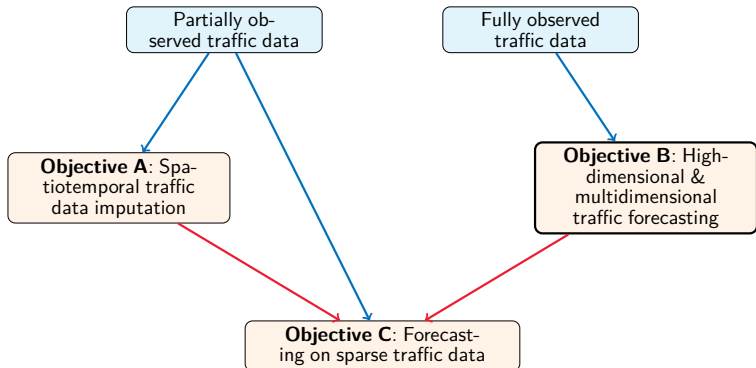 Partially ob-
served traffic data
Fully observed
traffic data
Objective A: Spa-
tiotemporal traffic
data imputation
Objective B: High-
dimensional &
multidimensional
traffic forecasting
Objective C: Forecast-
ing on sparse traffic data